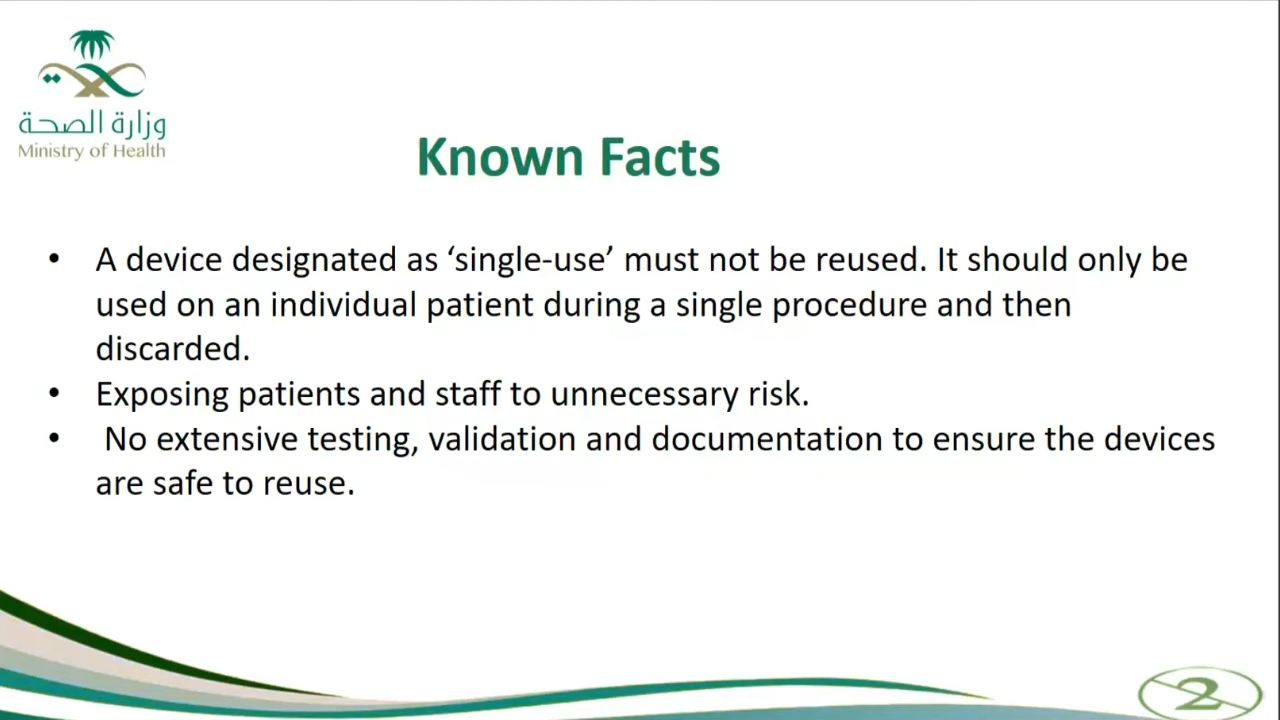 وزارة الصحة
Ministry of Health
Known Facts
• A device designated as ‘single-use’ must not be reused. It should only be
used on an individual patient during a single procedure and then
discarded.
• Exposing patients and staff to unnecessary risk.
• No extensive testing, validation and documentation to ensure the devices
are safe to reuse.
2